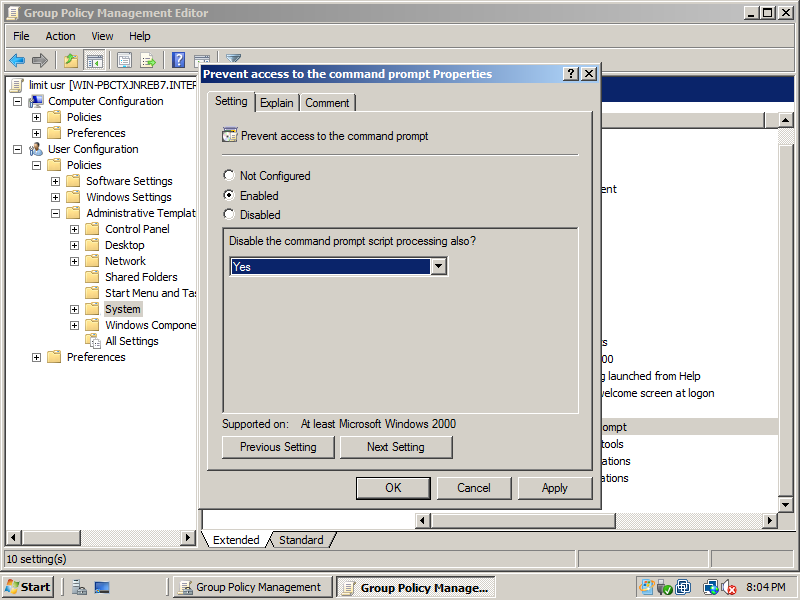 Group Policy Management Editor
File Action View Help
limit usr [WIN-PBCTXJNREB7.INTER
Computer Configuration
Policies
Preferences
User Configuration
Policies
Software Settings
Windows Settings
Administrative Templat
Control Panel
Desktop
Network
Shared Folders
Start Menu and Tas
System
Windows Compone
All Settings
Preferences
Prevent access to the command prompt Properties
Setting Explain Comment
Prevent access to the command prompt
Not Configured
Enabled
Disabled
Disable the command prompt script processing also?
Yes
Supported on: At least Microsoft Windows 2000
Previous Setting Next Setting
OK Cancel Apply
ent
ts
00
g launched from Help
elcome screen at logon
ompt
tools
ations
ations
Extended Standard
10 setting(s)
Start Group Policy Management Group Policy Manage... 8:04 PM